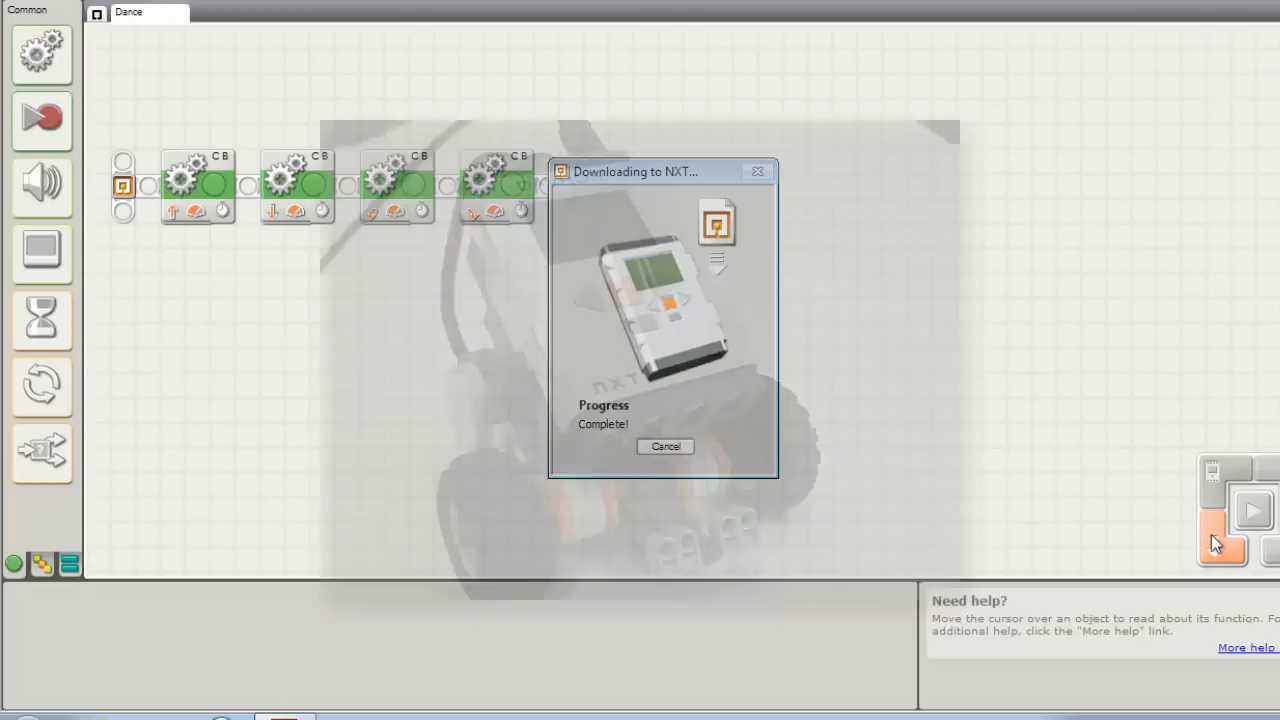 Common
Dance
C B
C B
C B
C B
Downloading to NXT...
NXT
Progress
Complete!
Cancel
Need help?
Move the cursor over an object to read about its function. Fo
additional help, click the "More help" link.
More help